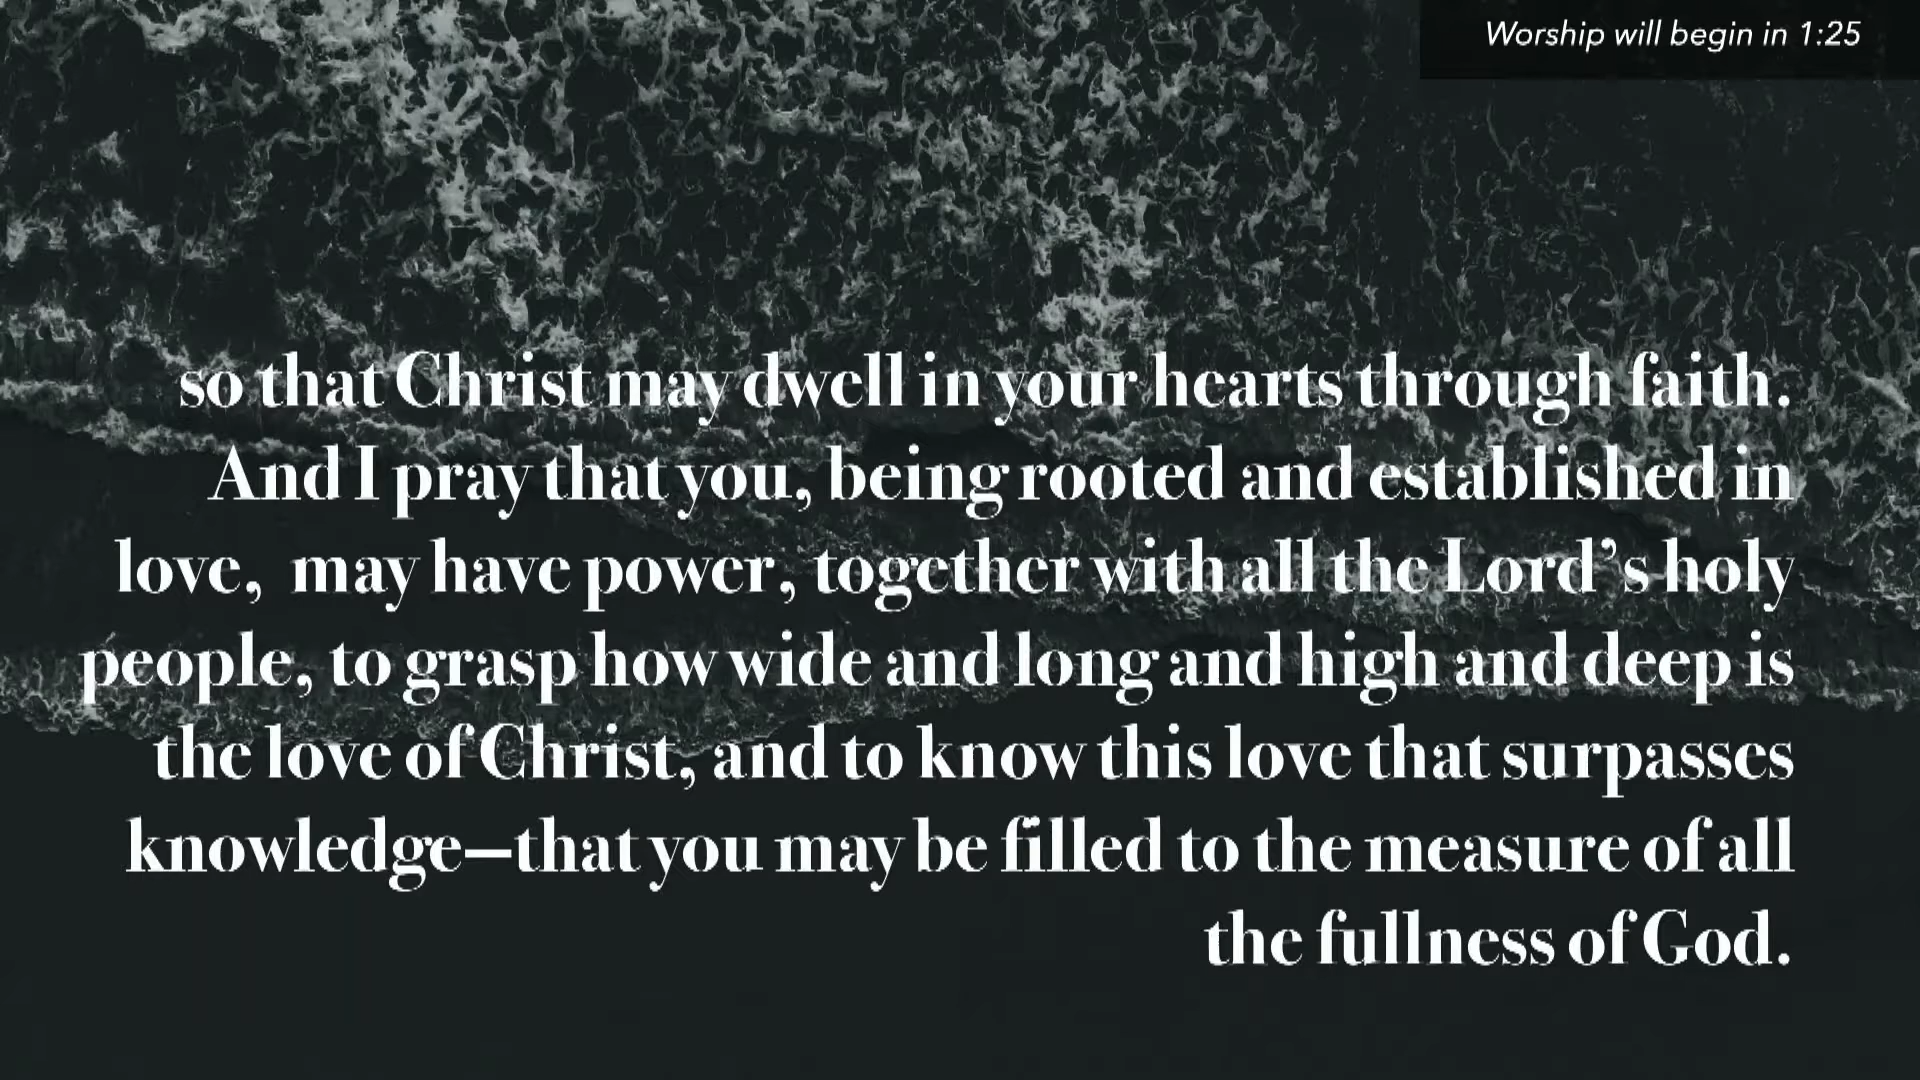 Worship will begin in 1:25
so that Christ may dwell in your hearts through faith.
And I pray that you, being rooted and established in
love, may have power, together with all the Lord’s holy
people, to grasp how wide and long and high and deep is
the love of Christ, and to know this love that surpasses
knowledge—that you may be filled to the measure of all
the fullness of God.